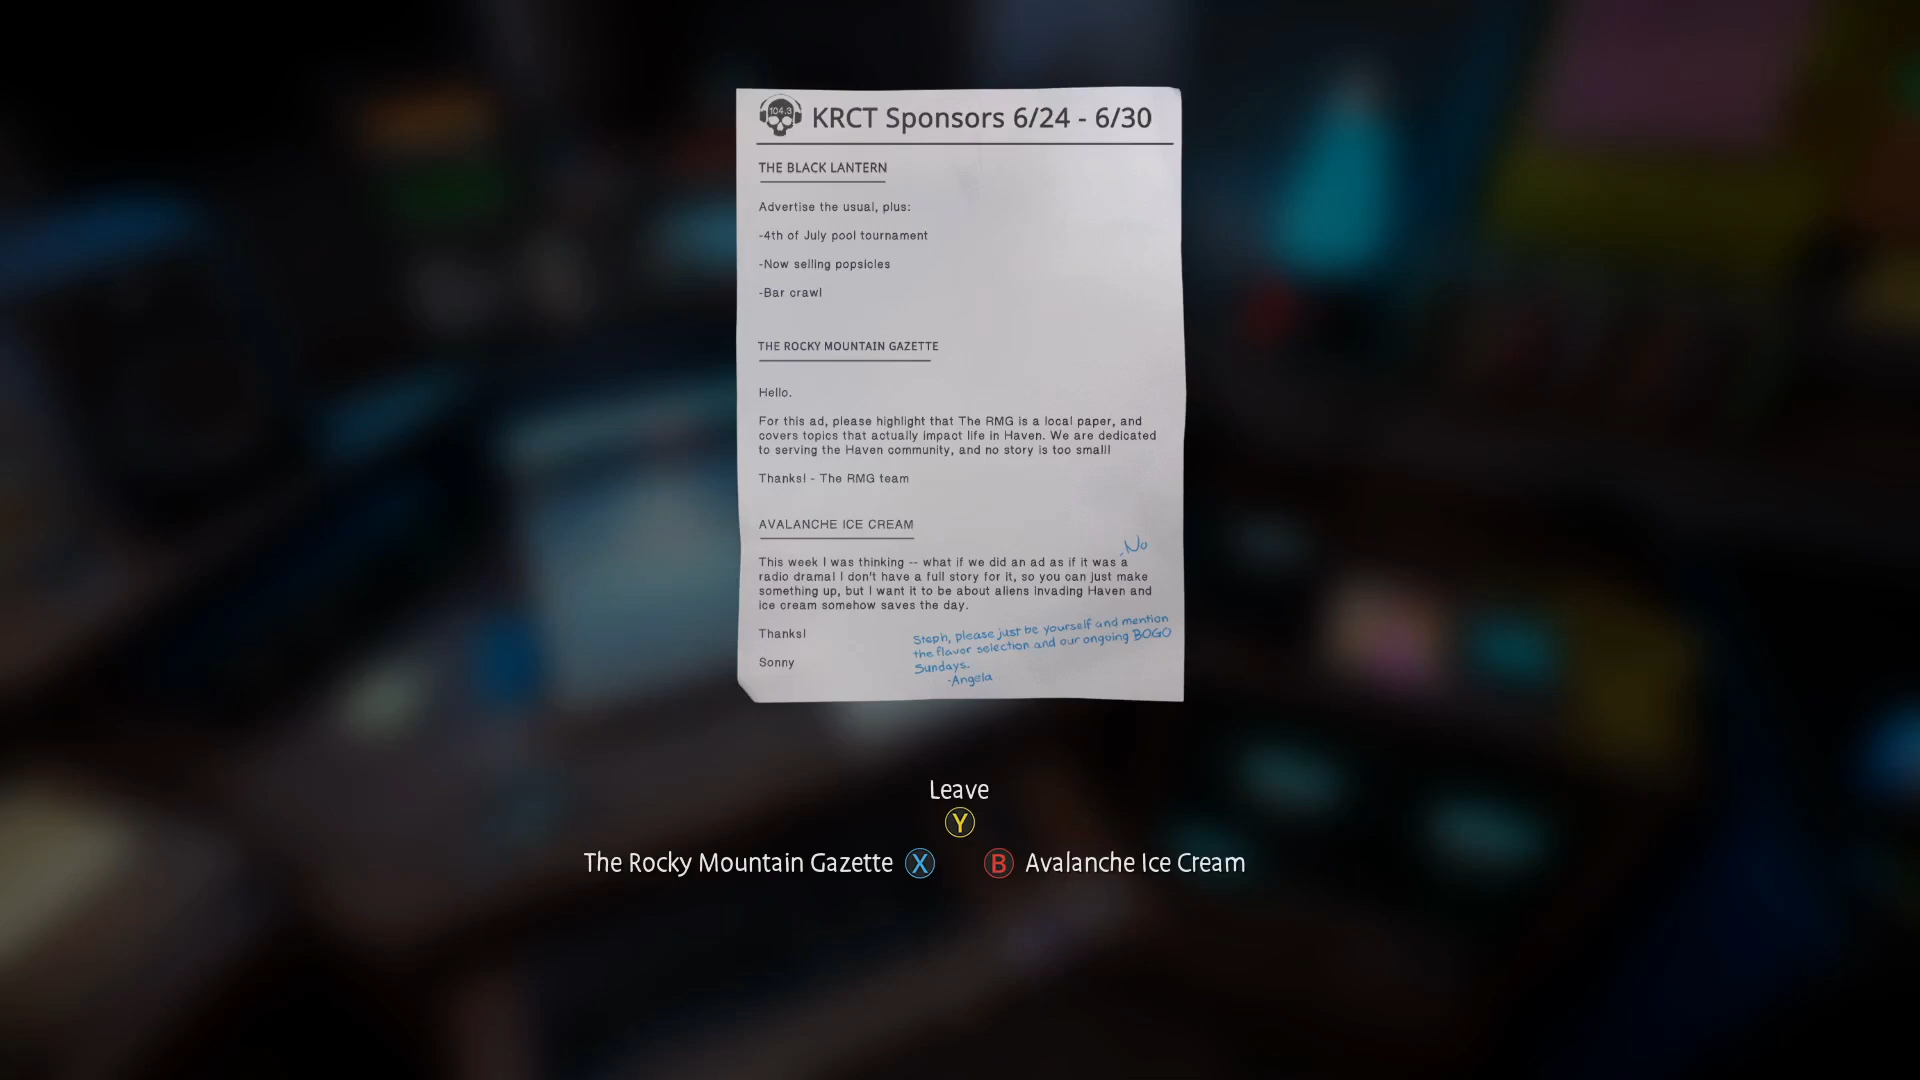 104.3
KRCT Sponsors 6/24 - 6/30
THE BLACK LANTERN
Advertise the usual, plus:
-4th of July pool tournament
-Now selling popsicles
-Bar crawl
THE ROCKY MOUNTAIN GAZETTE
Hello.
For this ad, please highlight that The RMG is a local paper, and
covers topics that actually impact life in Haven. We are dedicated
to serving the Haven community, and no story is too small!
Thanks! - The RMG team
AVALANCHE ICE CREAM
No
This week I was thinking -- what if we did an ad as if it was a
radio drama! I don't have a full story for it, so you can just make
something up, but I want it to be about aliens invading Haven and
ice cream somehow saves the day.
Thanks!
Sonny
Steph, please just be yourself and mention
the flavor selection and our ongoing BOGO
Sundays.
-Angela
Leave
Y
The Rocky Mountain Gazette X B Avalanche Ice Cream